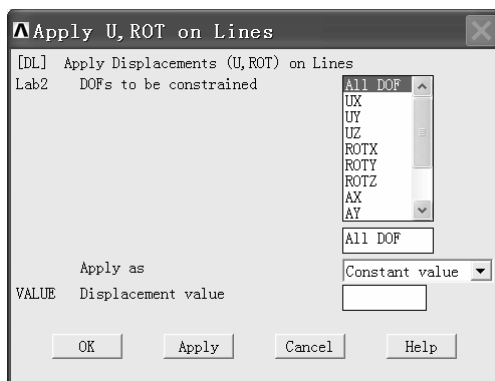 Apply U,ROT on Lines
[DL] Apply Displacements (U,ROT) on Lines
Lab2 DOFs to be constrained
All DOF
UX
UY
UZ
ROTX
ROTY
ROTZ
AX
AY
All DOF
Apply as Constant value
VALUE Displacement value
OK Apply Cancel Help